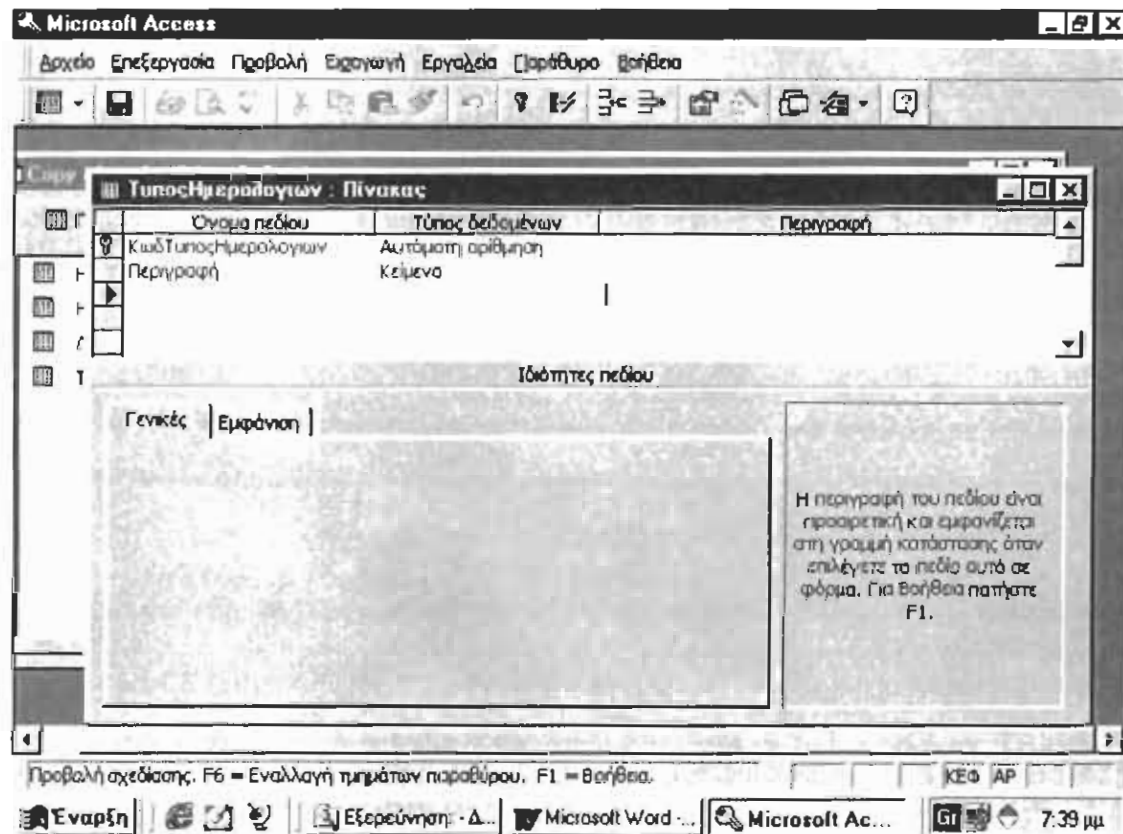 Microsoft Access
Αρχείο Επεξεργασία Προβολή Εισαγωγή Εργαλεία Παράθυρο Βοήθεια
Copy
ΤυποςΗμερολογιων : Πίνακας
Όνομα πεδίου Τύπος δεδομένων Περιγραφή
ΚωδΤυποςΗμερολογιων Αυτόματη αρίθμηση
Περιγραφή Κείμενο
Ιδιότητες πεδίου
Γενικές Εμφάνιση
Η περιγραφή του πεδίου είναι
προαιρετική και εμφανίζεται
στη γραμμή κατάστασης όταν
επιλέγετε το πεδίο αυτό σε
φόρμα. Για Βοήθεια πατήστε
F1.
Προβολή σχεδίασης. F6 = Εναλλαγή τμημάτων παραθύρου. F1 = Βοήθεια. ΚΕΦ ΑΡ
Έναρξη Εξερεύνηση - Δ... Microsoft Word -... Microsoft Ac... 7:39 μμ